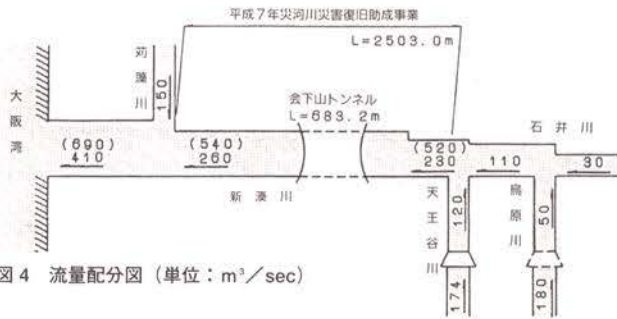 平成7年災河川災害復旧助成事業
L=2503.0m
苅藻川
150
大阪湾
会下山トンネル
L=683.2m
石井川
(690)
410
(540)
260
(520)
230
110
30
新湊川
天王谷川
120
烏原川
50
174
180
図4 流量配分図（単位：m³／sec）